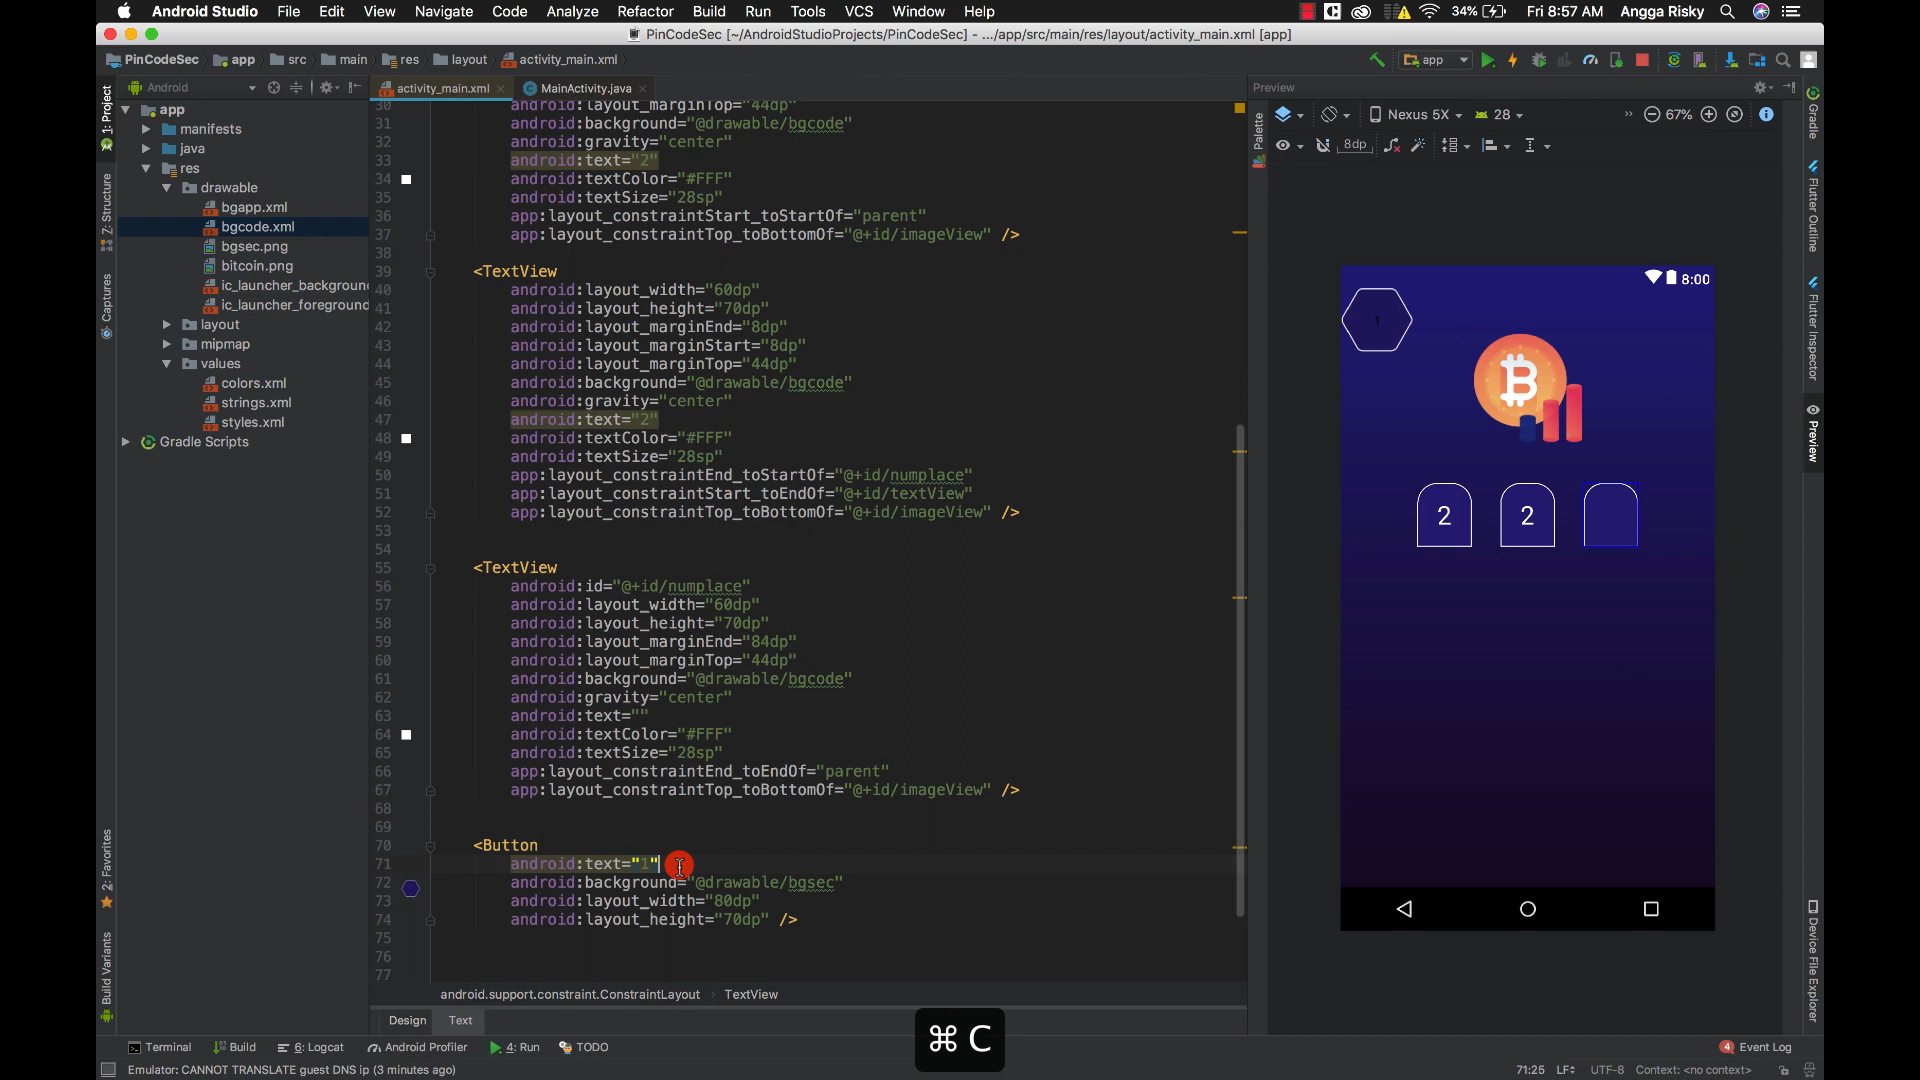 Android Studio File Edit View Navigate Code Analyze Refactor Build Run Tools VCS Window Help 34% Fri 8:57 AM Angga Risky
PinCodeSec [~/AndroidStudioProjects/PinCodeSec] - .../app/src/main/res/layout/activity_main.xml [app]
PinCodeSec app src main res layout activity_main.xml app
Android activity_main.xml MainActivity.java Preview
Nexus 5X 28 67%
8dp
1: Project
Z: Structure
Captures
2: Favorites
Build Variants
app
manifests
java
res
drawable
bgapp.xml
bgcode.xml
bgsec.png
bitcoin.png
ic_launcher_background
ic_launcher_foreground
layout
mipmap
values
colors.xml
strings.xml
styles.xml
Gradle Scripts
30 android:layout_marginTop="44dp"
31 android:background="@drawable/bgcode"
32 android:gravity="center"
33 android:text="2"
34 android:textColor="#FFF"
35 android:textSize="28sp"
36 app:layout_constraintStart_toStartOf="parent"
37 app:layout_constraintTop_toBottomOf="@+id/imageView" />
38
39 <TextView
40 android:layout_width="60dp"
41 android:layout_height="70dp"
42 android:layout_marginEnd="8dp"
43 android:layout_marginStart="8dp"
44 android:layout_marginTop="44dp"
45 android:background="@drawable/bgcode"
46 android:gravity="center"
47 android:text="2"
48 android:textColor="#FFF"
49 android:textSize="28sp"
50 app:layout_constraintEnd_toStartOf="@+id/numplace"
51 app:layout_constraintStart_toEndOf="@+id/textView"
52 app:layout_constraintTop_toBottomOf="@+id/imageView" />
53
54
55 <TextView
56 android:id="@+id/numplace"
57 android:layout_width="60dp"
58 android:layout_height="70dp"
59 android:layout_marginEnd="84dp"
60 android:layout_marginTop="44dp"
61 android:background="@drawable/bgcode"
62 android:gravity="center"
63 android:text=""
64 android:textColor="#FFF"
65 android:textSize="28sp"
66 app:layout_constraintEnd_toEndOf="parent"
67 app:layout_constraintTop_toBottomOf="@+id/imageView" />
68
69
70 <Button
71 android:text="1"
72 android:background="@drawable/bgsec"
73 android:layout_width="80dp"
74 android:layout_height="70dp" />
75
76
77
android.support.constraint.ConstraintLayout › TextView
Design Text
Palette
8:00
1
2 2
Gradle
Flutter Outline
Flutter Inspector
Preview
Device File Explorer
⌘ C
Terminal Build 6: Logcat Android Profiler 4: Run TODO 4 Event Log
Emulator: CANNOT TRANSLATE guest DNS ip (3 minutes ago) 71:25 LF÷ UTF-8 Context: <no context>